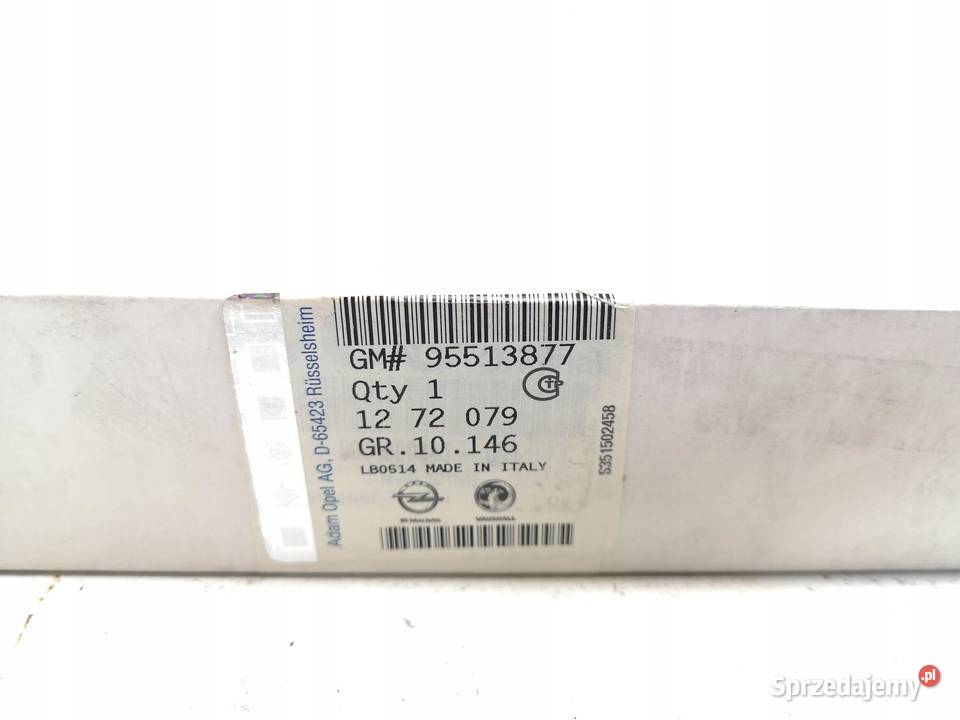 GM# 95513877
Qty 1
12 72 079
GR.10.146
LB0514 MADE IN ITALY
VAUXHALL
Adam Opel AG, D-65423 Rüsselsheim
S351502458
Sprzedajemy.pl